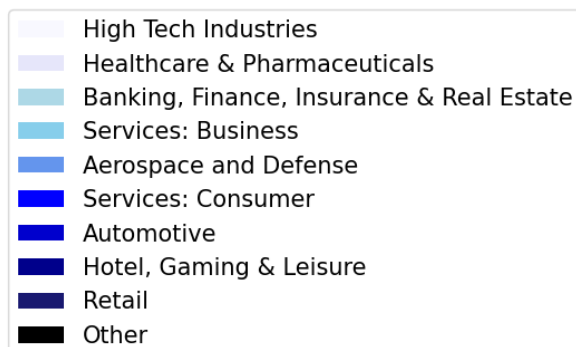 High Tech Industries
Healthcare & Pharmaceuticals
Banking, Finance, Insurance & Real Estate
Services: Business
Aerospace and Defense
Services: Consumer
Automotive
Hotel, Gaming & Leisure
Retail
Other